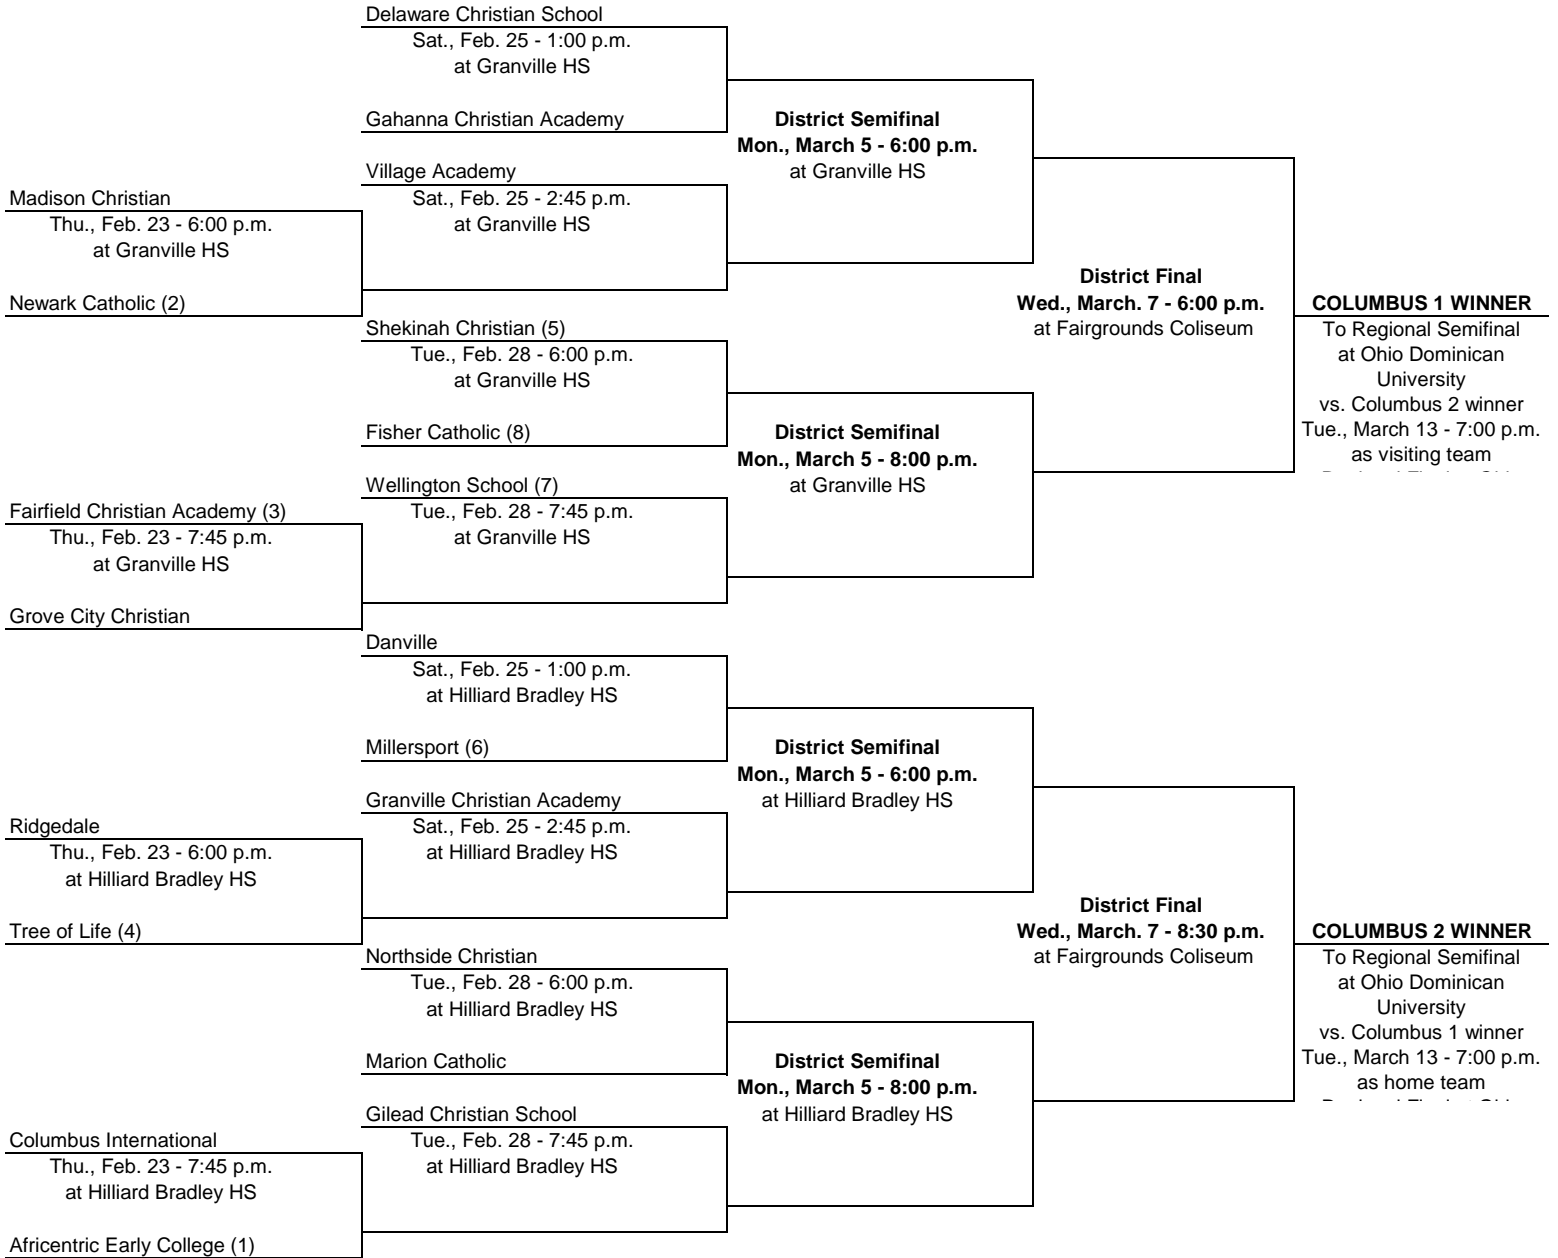 Delaware Christian School
Sat., Feb. 25 - 1:00 p.m.
at Granville HS
Gahanna Christian Academy
District Semifinal
Mon., March 5 - 6:00 p.m.
at Granville HS
Village Academy
Sat., Feb. 25 - 2:45 p.m.
at Granville HS
Madison Christian
Thu., Feb. 23 - 6:00 p.m.
at Granville HS
Newark Catholic (2)
District Final
Wed., March. 7 - 6:00 p.m.
at Fairgrounds Coliseum
COLUMBUS 1 WINNER
To Regional Semifinal
at Ohio Dominican
University
vs. Columbus 2 winner
Tue., March 13 - 7:00 p.m.
as visiting team
Shekinah Christian (5)
Tue., Feb. 28 - 6:00 p.m.
at Granville HS
Fisher Catholic (8)
District Semifinal
Mon., March 5 - 8:00 p.m.
at Granville HS
Wellington School (7)
Tue., Feb. 28 - 7:45 p.m.
at Granville HS
Fairfield Christian Academy (3)
Thu., Feb. 23 - 7:45 p.m.
at Granville HS
Grove City Christian
Danville
Sat., Feb. 25 - 1:00 p.m.
at Hilliard Bradley HS
Millersport (6)
District Semifinal
Mon., March 5 - 6:00 p.m.
at Hilliard Bradley HS
Granville Christian Academy
Sat., Feb. 25 - 2:45 p.m.
at Hilliard Bradley HS
Ridgedale
Thu., Feb. 23 - 6:00 p.m.
at Hilliard Bradley HS
Tree of Life (4)
District Final
Wed., March. 7 - 8:30 p.m.
at Fairgrounds Coliseum
COLUMBUS 2 WINNER
To Regional Semifinal
at Ohio Dominican
University
vs. Columbus 1 winner
Tue., March 13 - 7:00 p.m.
as home team
Northside Christian
Tue., Feb. 28 - 6:00 p.m.
at Hilliard Bradley HS
Marion Catholic
District Semifinal
Mon., March 5 - 8:00 p.m.
at Hilliard Bradley HS
Gilead Christian School
Tue., Feb. 28 - 7:45 p.m.
at Hilliard Bradley HS
Columbus International
Thu., Feb. 23 - 7:45 p.m.
at Hilliard Bradley HS
Africentric Early College (1)